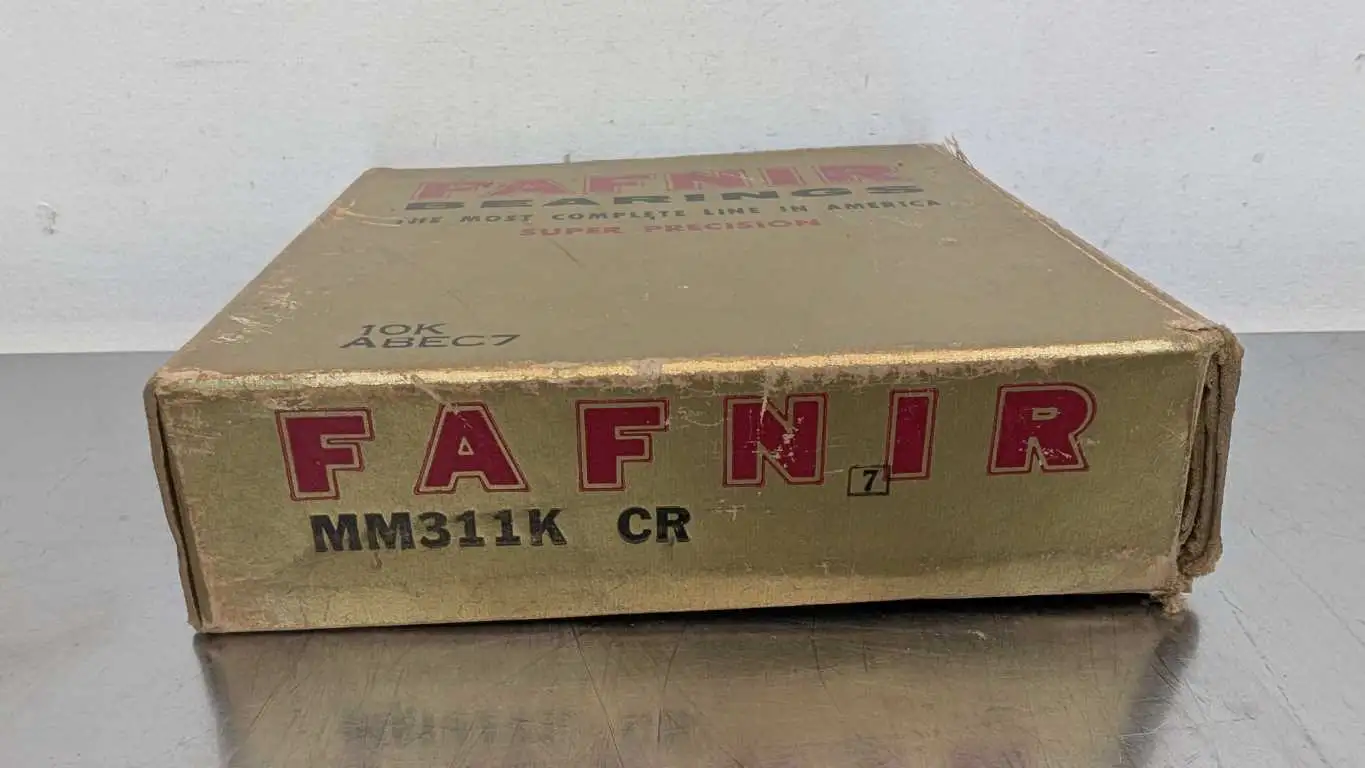 FAFNIR
BEARINGS
THE MOST COMPLETE LINE IN AMERICA
SUPER PRECISION
10K
ABEC7
FAFNIR
7
MM311K CR